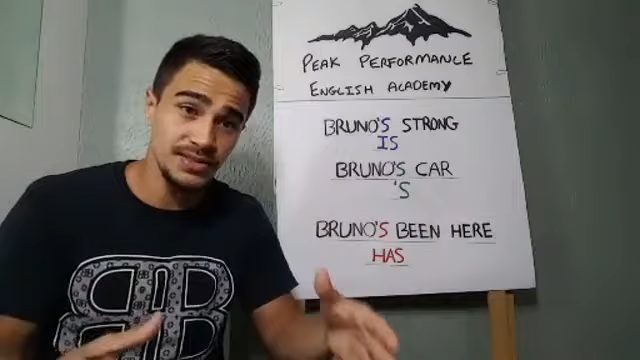 PEAK PERFORMANCE
ENGLISH ACADEMY
BRUNO'S STRONG
IS
BRUNO'S CAR
'S
BRUNO'S BEEN HERE
HAS